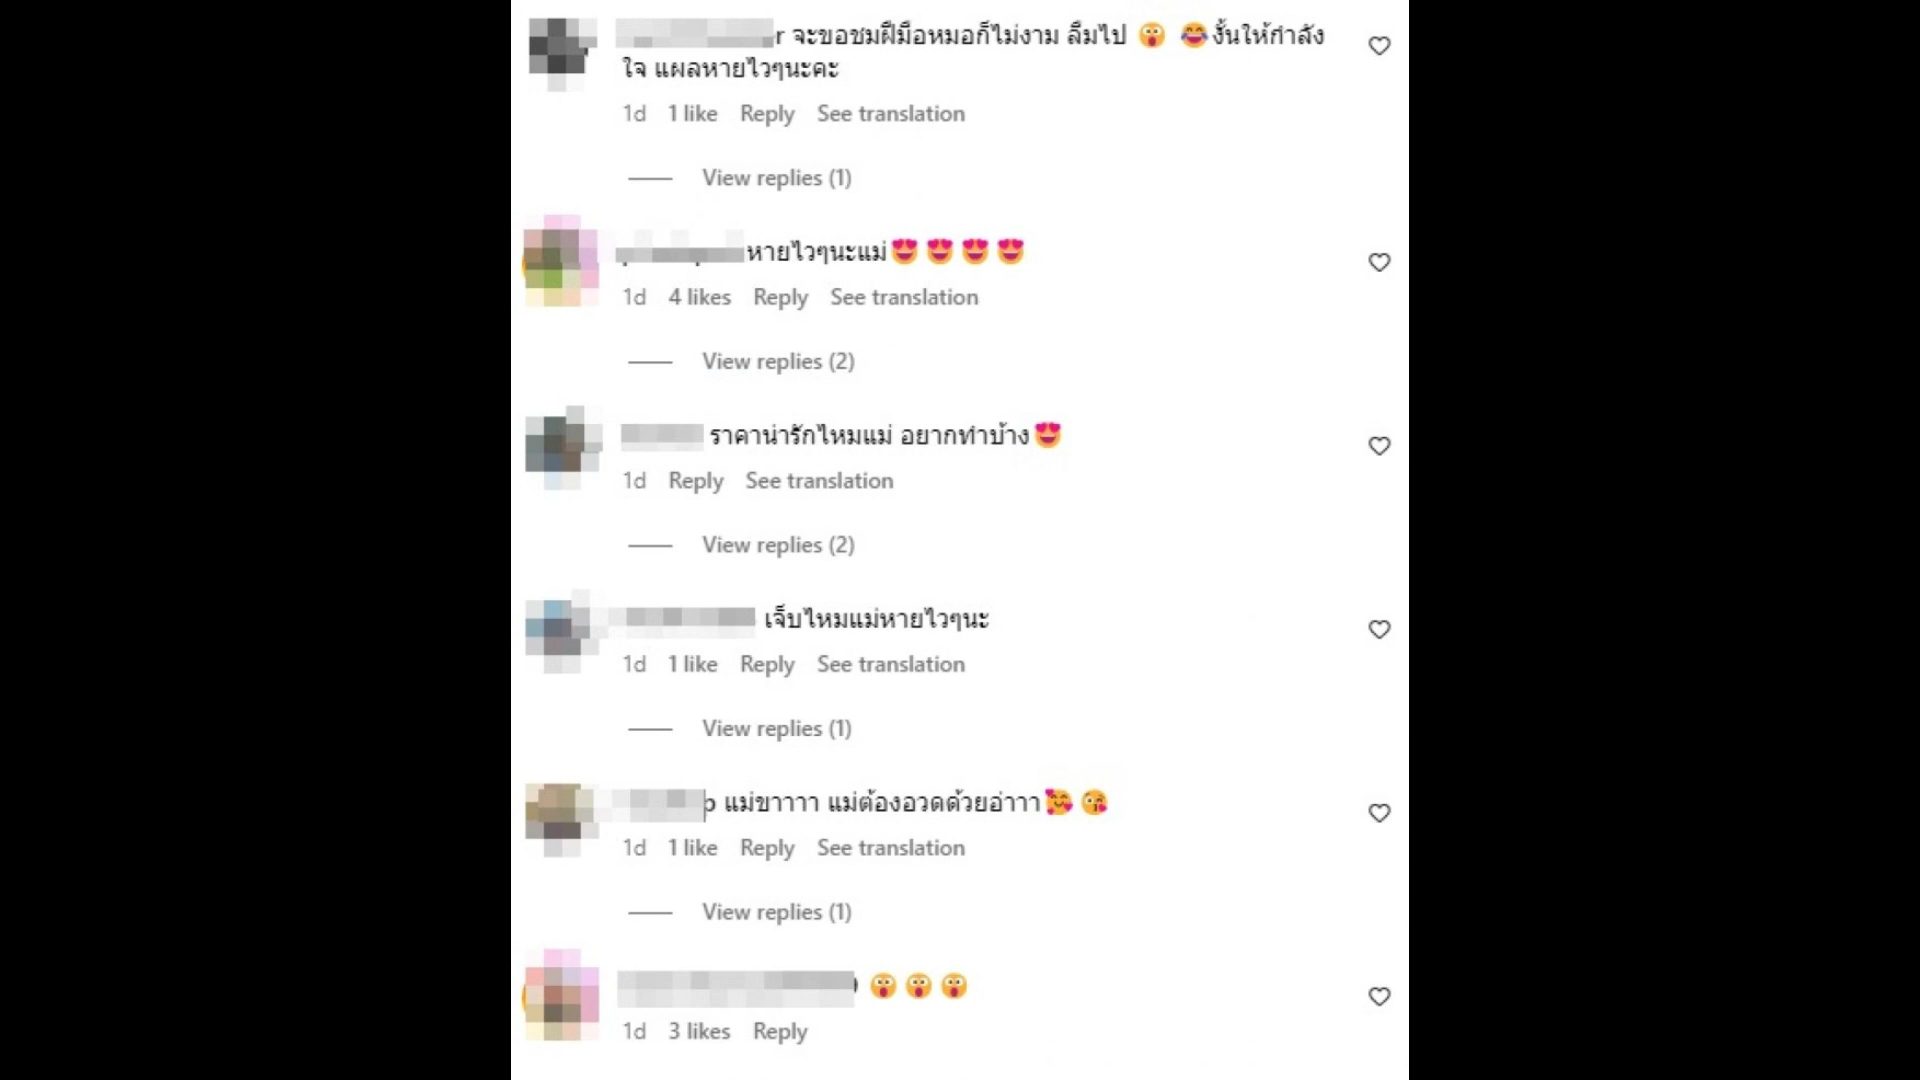 จะขอชมฝีมือหมอก็ไม่งาม ลืมไป 😲 😂งั้นให้กำลัง
ใจ แผลหายไวๆนะคะ
1d 1 like Reply See translation
View replies (1)
หายไวๆนะแม่😍😍😍😍
1d 4 likes Reply See translation
View replies (2)
ราคาน่ารักไหมแม่ อยากทำบ้าง😍
1d Reply See translation
View replies (2)
เจ็บไหมแม่หายไวๆนะ
1d 1 like Reply See translation
View replies (1)
แม่ขาาาา แม่ต้องอวดด้วยอ่าาา🥰😘
1d 1 like Reply See translation
View replies (1)
😲😲😲
1d 3 likes Reply